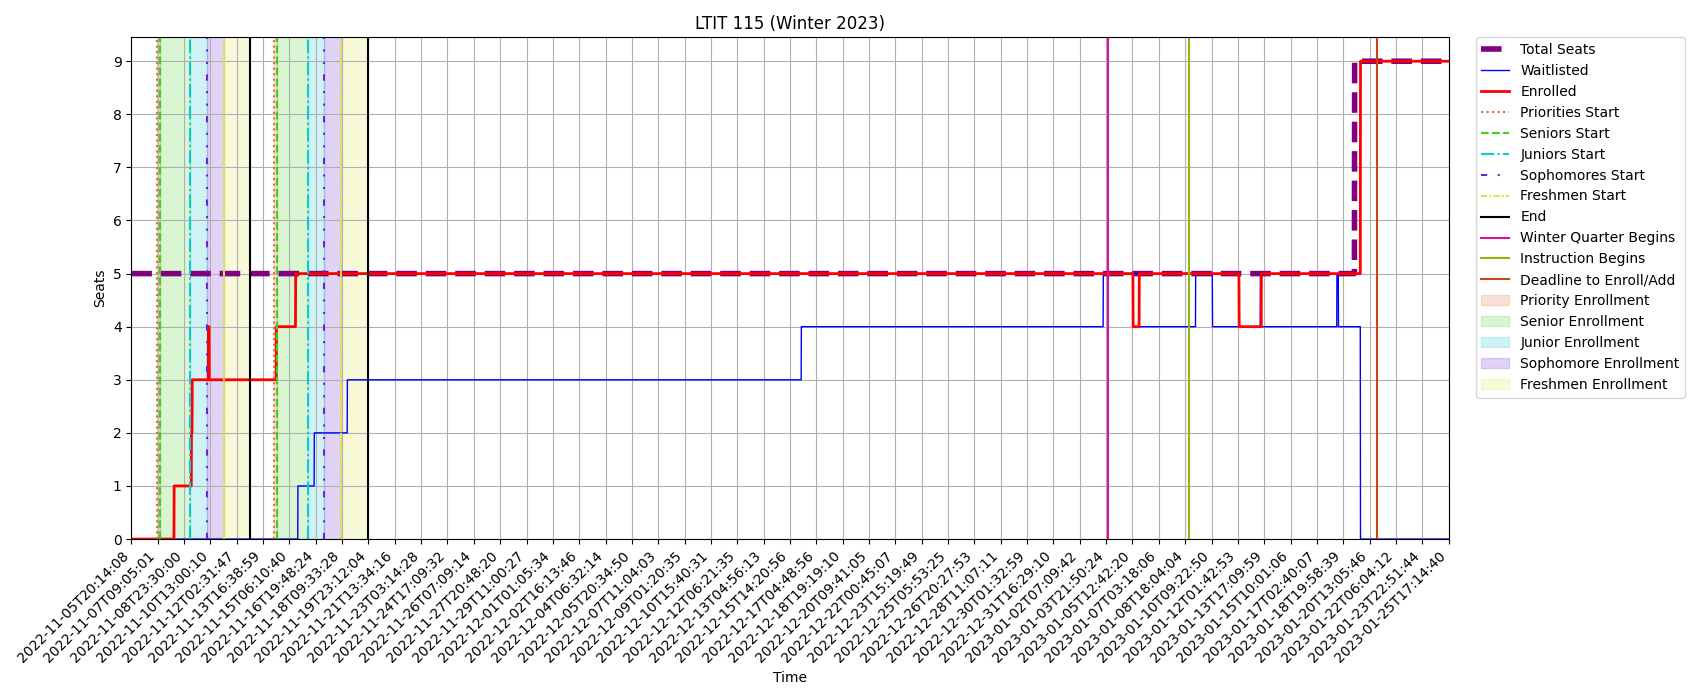 LTIT 115 (Winter 2023)
Seats
9
8
7
6
5
4
3
2
1
0
2022-11-05T20:14:08
2022-11-07T09:05:01
2022-11-08T23:30:00
2022-11-10T13:00:10
2022-11-12T02:31:47
2022-11-13T16:38:59
2022-11-15T06:10:40
2022-11-16T19:48:24
2022-11-18T09:33:28
2022-11-19T23:12:04
2022-11-21T13:34:16
2022-11-23T03:14:28
2022-11-24T17:09:32
2022-11-26T07:09:14
2022-11-27T20:48:20
2022-11-29T11:00:27
2022-12-01T01:05:34
2022-12-02T16:13:46
2022-12-04T06:32:14
2022-12-05T20:34:50
2022-12-07T11:04:03
2022-12-09T01:20:35
2022-12-10T15:40:31
2022-12-12T06:21:35
2022-12-13T04:56:13
2022-12-15T14:20:56
2022-12-17T04:48:56
2022-12-18T19:19:10
2022-12-20T09:41:05
2022-12-22T00:45:07
2022-12-23T15:19:49
2022-12-25T05:53:25
2022-12-26T20:27:53
2022-12-28T11:07:11
2022-12-30T01:32:59
2022-12-31T16:29:10
2023-01-02T07:09:42
2023-01-03T21:50:24
2023-01-05T12:42:20
2023-01-07T03:18:06
2023-01-08T18:04:04
2023-01-10T09:22:50
2023-01-12T01:42:53
2023-01-13T17:09:59
2023-01-15T10:01:06
2023-01-17T02:40:07
2023-01-18T19:58:39
2023-01-20T13:05:46
2023-01-22T06:04:12
2023-01-23T22:51:44
2023-01-25T17:14:40
Time
Total Seats
Waitlisted
Enrolled
Priorities Start
Seniors Start
Juniors Start
Sophomores Start
Freshmen Start
End
Winter Quarter Begins
Instruction Begins
Deadline to Enroll/Add
Priority Enrollment
Senior Enrollment
Junior Enrollment
Sophomore Enrollment
Freshmen Enrollment